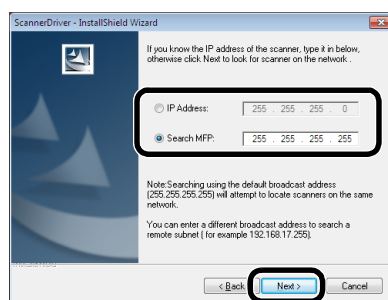 ScannerDriver - InstallShield Wizard
If you know the IP address of the scanner, type it in below,
otherwise click Next to look for scanner on the network .
IP Address: 255 . 255 . 255 . 0
Search MFP: 255 . 255 . 255 . 255
Note:Searching using the default broadcast address
(255.255.255.255) will attempt to locate scanners on the same
network.
You can enter a different broadcast address to search a
remote subnet ( for example 192.168.17.255).
< Back Next > Cancel